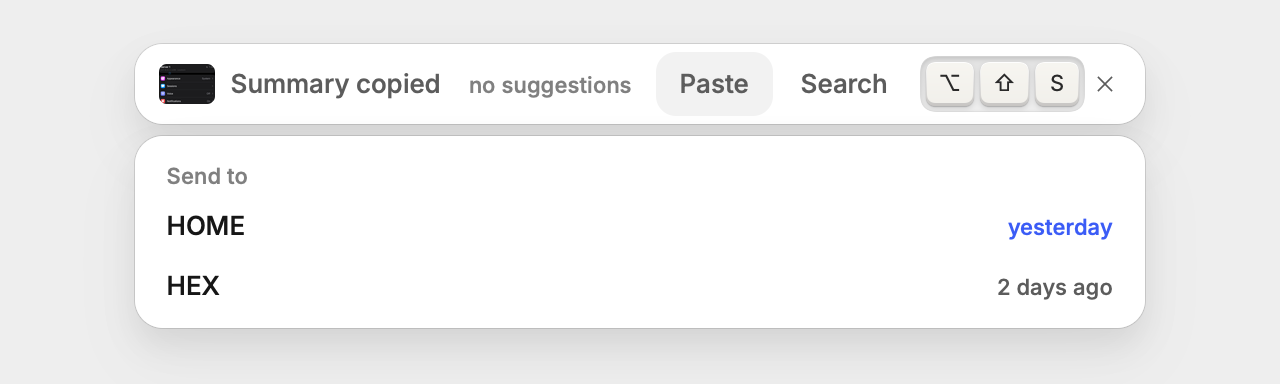 Summary copied no suggestions Paste Search ⌥ ⇧ S
Send to
HOME yesterday
HEX 2 days ago